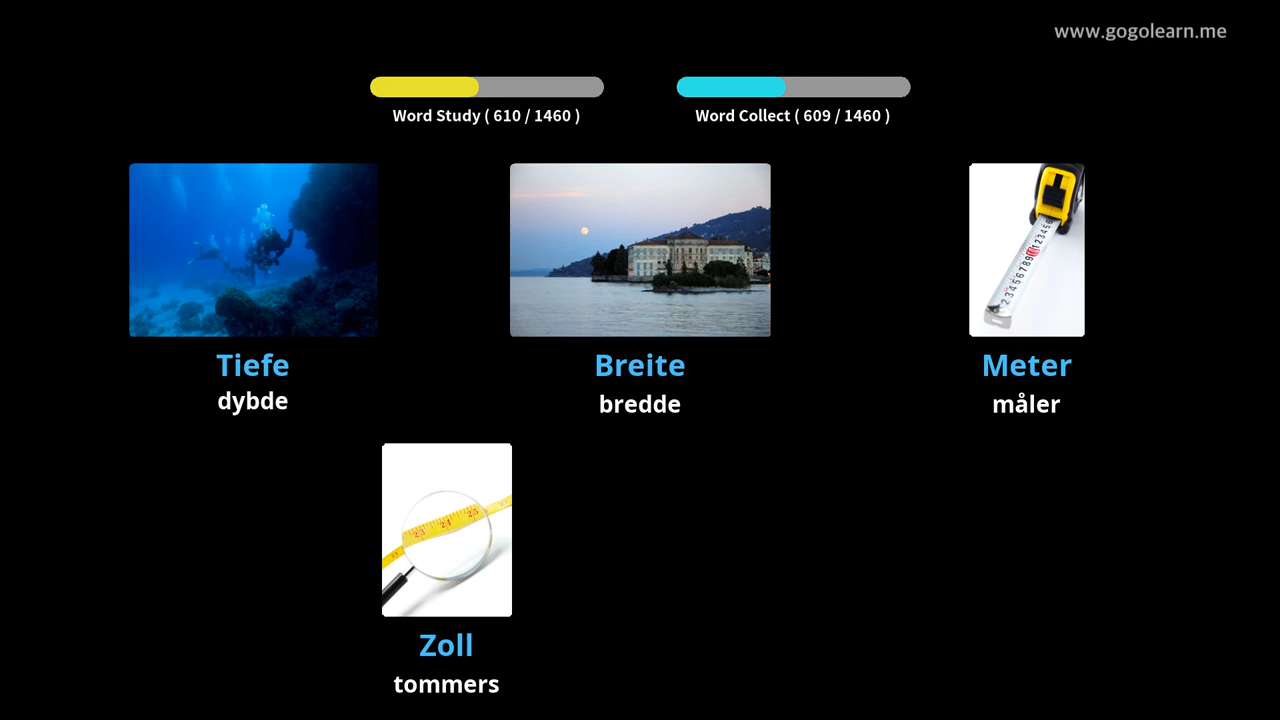 www.gogolearn.me
Word Study ( 610 / 1460 )
Word Collect ( 609 / 1460 )
Tiefe
dybde
Breite
bredde
Meter
måler
Zoll
tommers